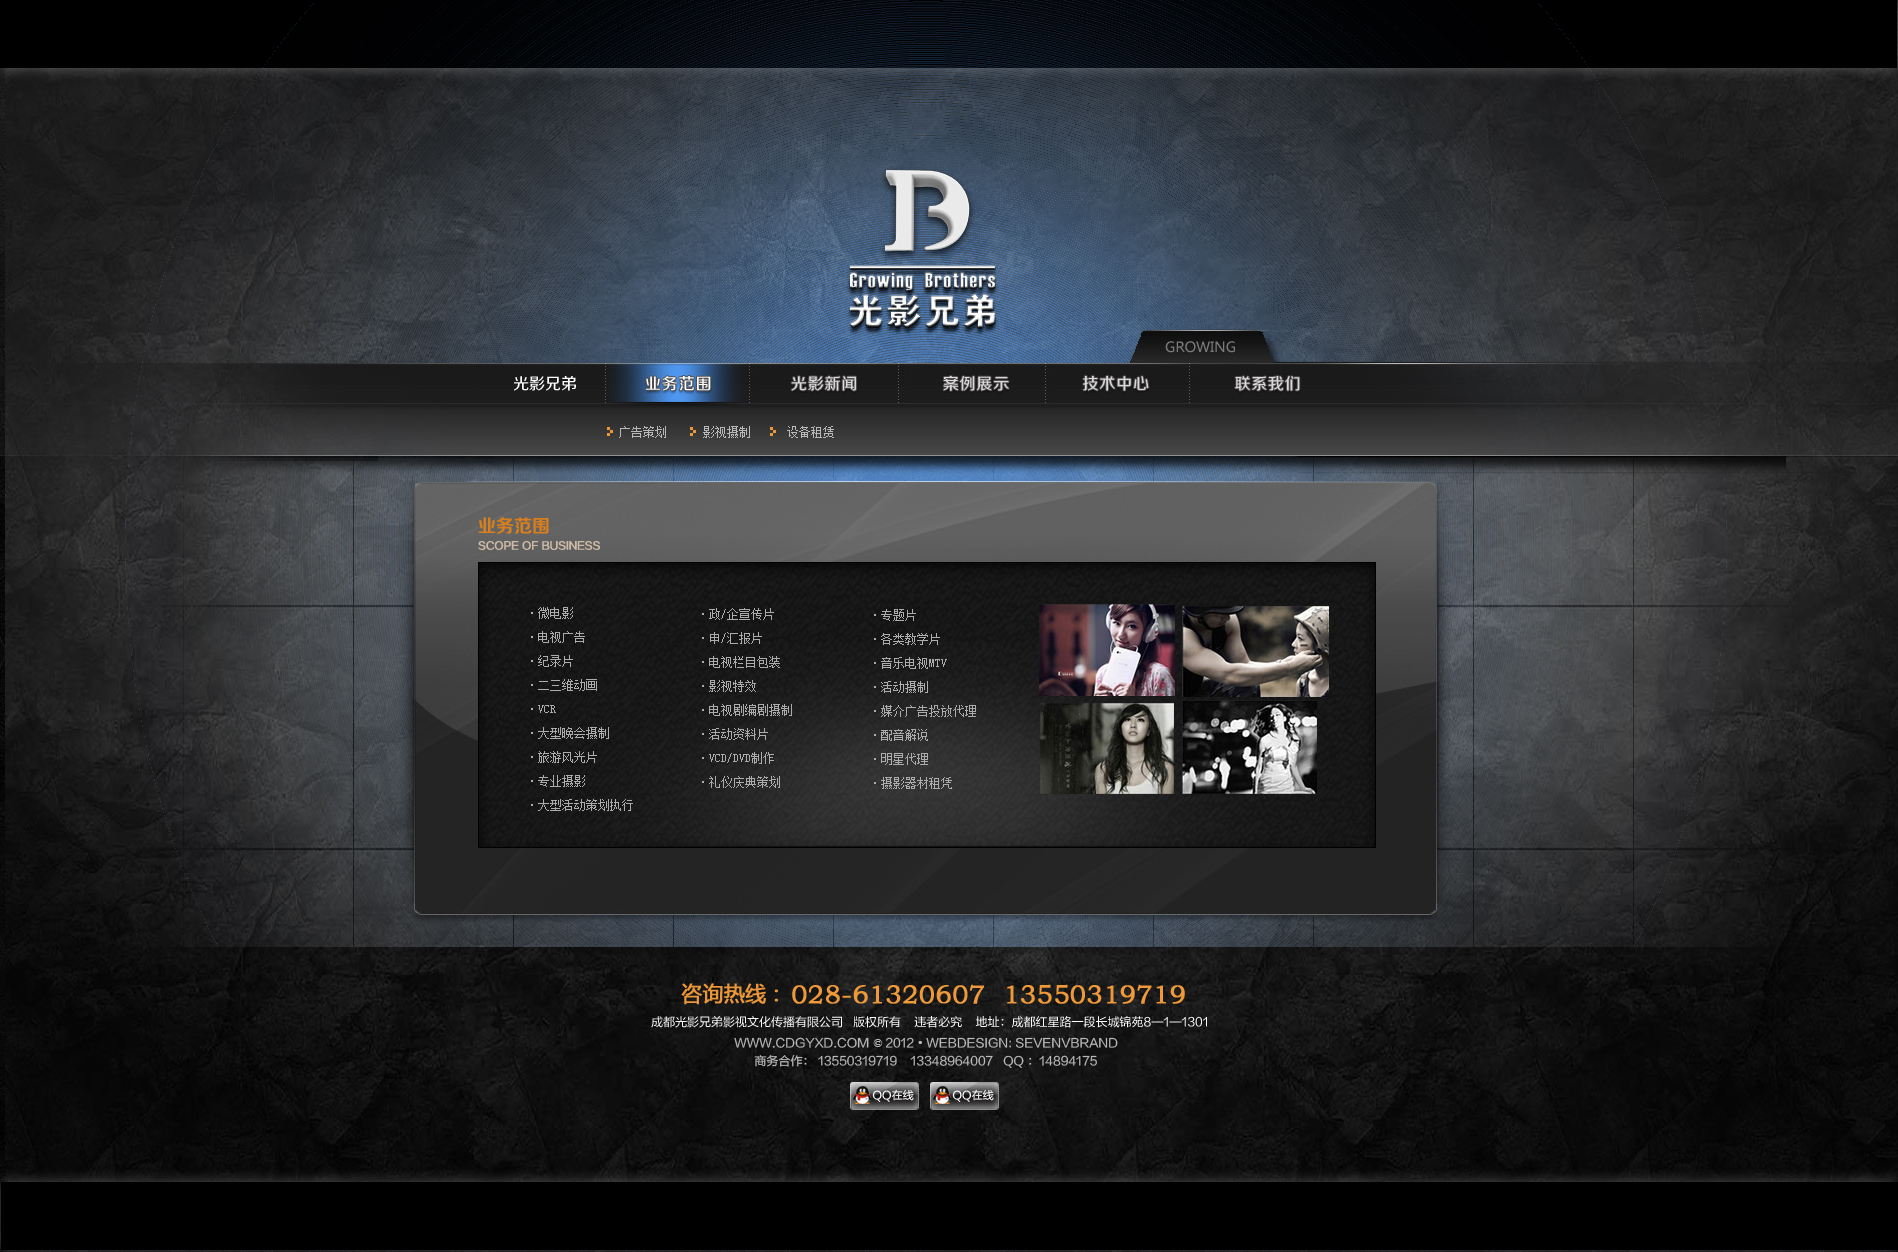 Growing Brothers
光影兄弟
GROWING
光影兄弟 业务范围 光影新闻 案例展示 技术中心 联系我们
广告策划 影视摄制 设备租赁
业务范围
SCOPE OF BUSINESS
·微电影
·电视广告
·纪录片
·二三维动画
·VCR
·大型晚会摄制
·旅游风光片
·专业摄影
·大型活动策划执行
·政/企宣传片
·申/汇报片
·电视栏目包装
·影视特效
·电视剧编剧摄制
·活动资料片
·VCD/DVD制作
·礼仪庆典策划
·专题片
·各类教学片
·音乐电视MTV
·活动摄制
·媒介广告投放代理
·配音解说
·明星代理
·摄影器材租凭
咨询热线：028-61320607 13550319719
成都光影兄弟影视文化传播有限公司 版权所有 违者必究 地址：成都红星路一段长城锦苑8—1—1301
WWW.CDGYXD.COM © 2012 · WEBDESIGN: SEVENVBRAND
商务合作： 13550319719 13348964007 QQ：14894175
QQ在线 QQ在线